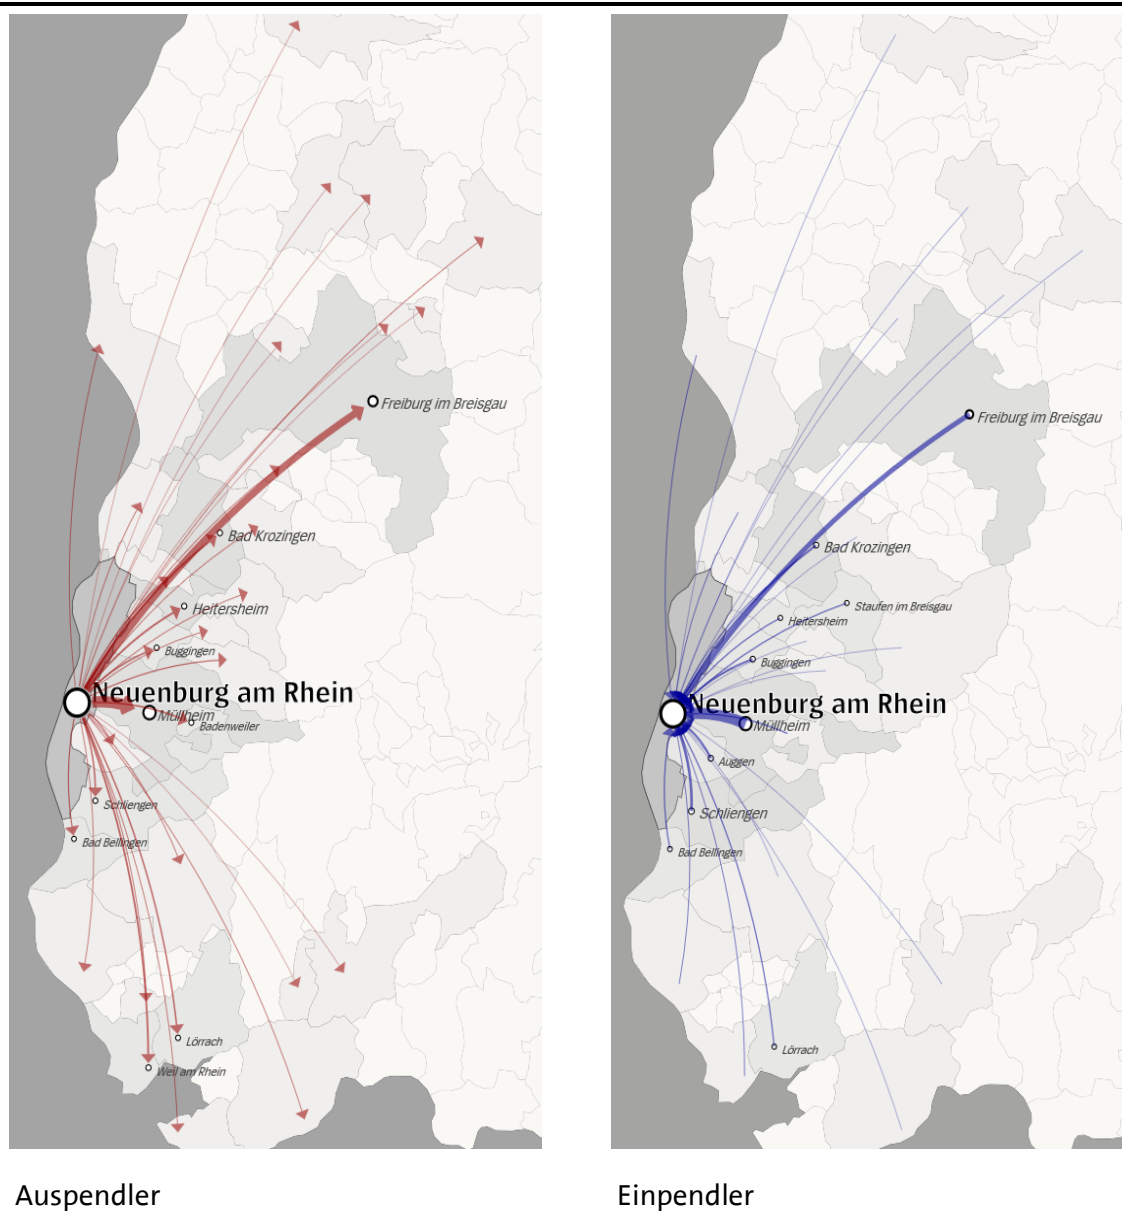 Freiburg im Breisgau
Bad Krozingen
Heitersheim
Buggingen
Neuenburg am Rhein
Müllheim
Badenweiler
Schliengen
Bad Bellingen
Lörrach
Weil am Rhein
Auspendler
Freiburg im Breisgau
Bad Krozingen
Staufen im Breisgau
Heitersheim
Buggingen
Neuenburg am Rhein
Müllheim
Auggen
Schliengen
Bad Bellingen
Lörrach
Einpendler